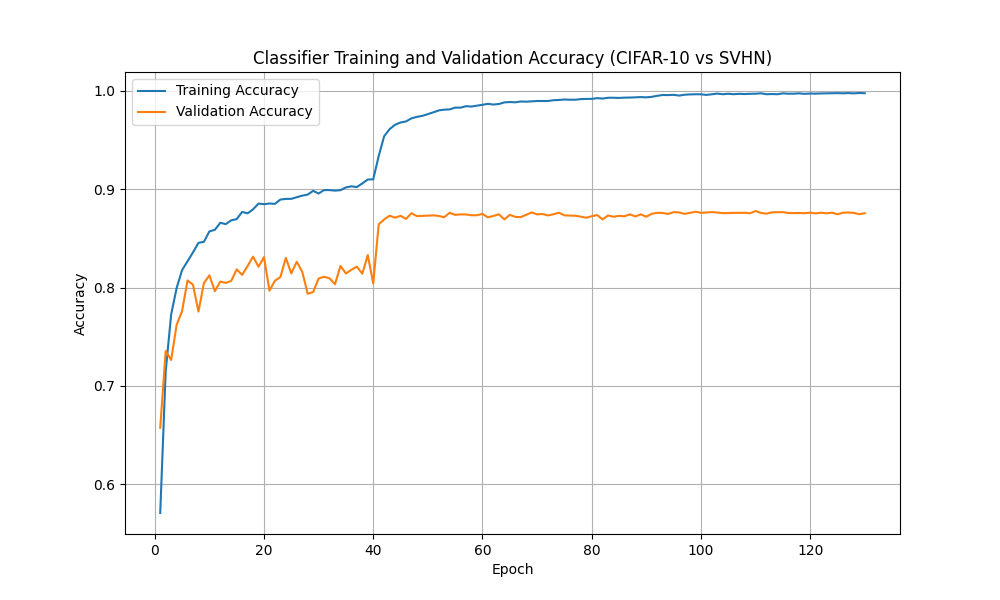 Classifier Training and Validation Accuracy (CIFAR-10 vs SVHN)
Training Accuracy
Validation Accuracy
1.0
0.9
0.8
0.7
0.6
Accuracy
0
20
40
60
80
100
120
Epoch